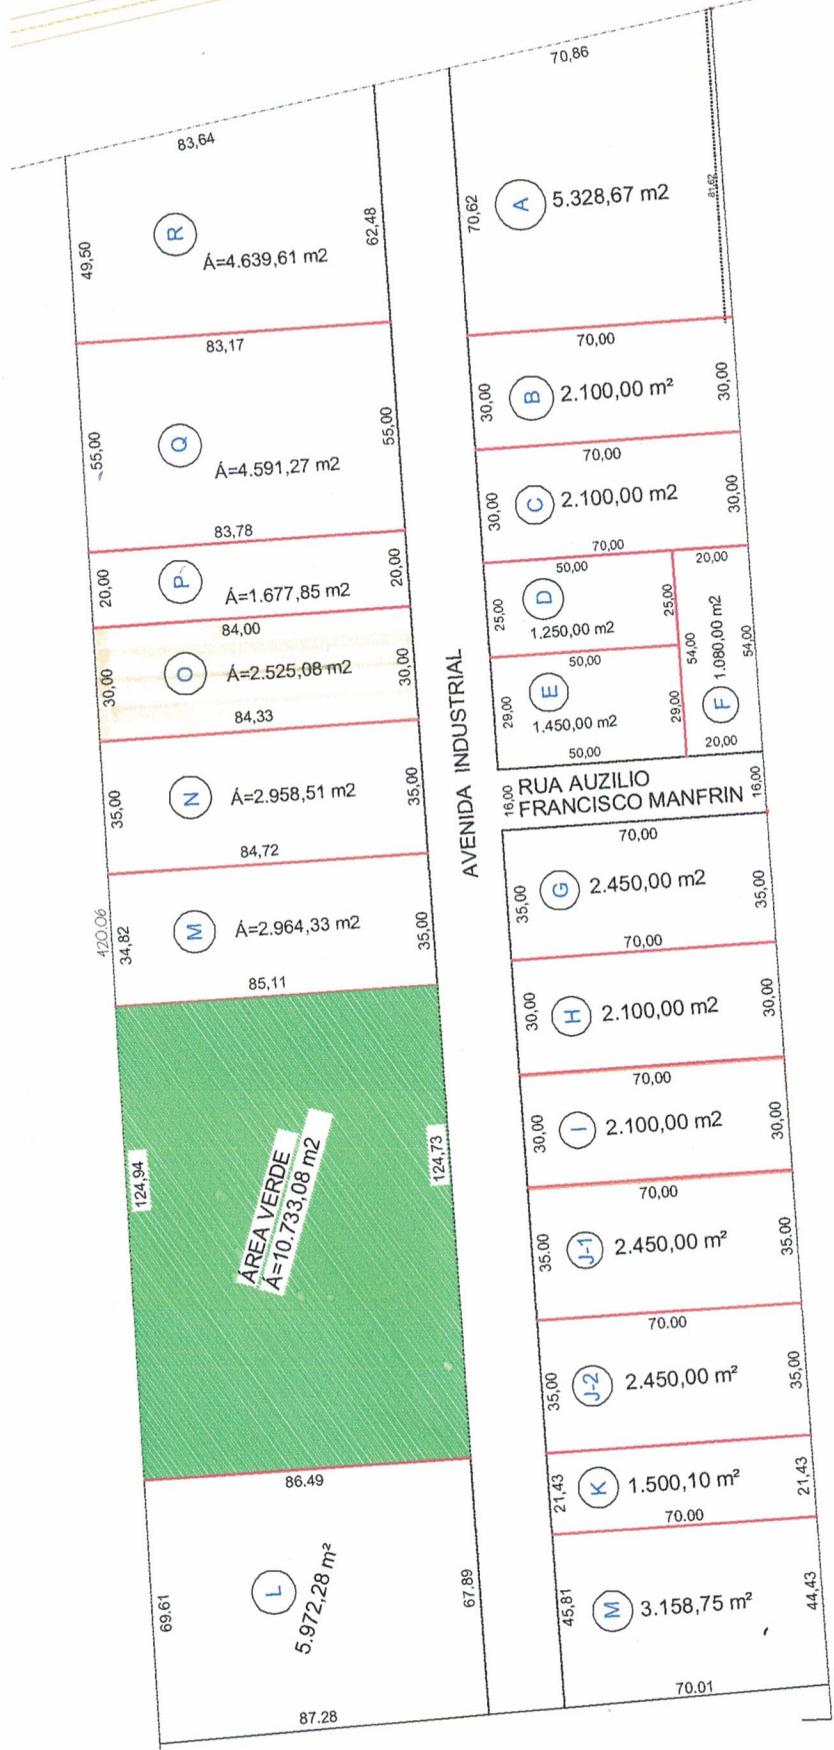 83,64
49,50
R
62,48
Á=4.639,61 m2
83,17
55,00
Q
55,00
Á=4.591,27 m2
83,78
20,00
P
20,00
Á=1.677,85 m2
84,00
30,00
O
Á=2.525,08 m2
30,00
84,33
35,00
N
Á=2.958,51 m2
35,00
84,72
420.06
34,82
M
Á=2.964,33 m2
35,00
85,11
124,94
ÁREA VERDE
Á=10.733,08 m2
124,73
86.49
69.61
L
5.972,28 m²
67.89
87.28
AVENIDA INDUSTRIAL
70,86
70,62
A
5.328,67 m2
81,62
70,00
30,00
B
2.100,00 m²
30,00
70,00
30,00
C
2.100,00 m2
30,00
70,00
50,00
20,00
25,00
D
25,00
1.250,00 m2
50,00
54,00
1.080,00 m2
54,00
29,00
E
29,00
F
1.450,00 m2
50,00
20,00
16,00
RUA AUZILIO
FRANCISCO MANFRIN
16,00
70,00
35,00
G
2.450,00 m2
35,00
70,00
30,00
H
2.100,00 m2
30,00
70,00
30,00
I
2.100,00 m2
30,00
70,00
35.00
J-1
2.450,00 m²
35.00
70.00
35,00
J-2
2.450,00 m²
35,00
21,43
K
1.500,10 m²
21,43
70.00
45,81
M
3.158,75 m²
44,43
70.01